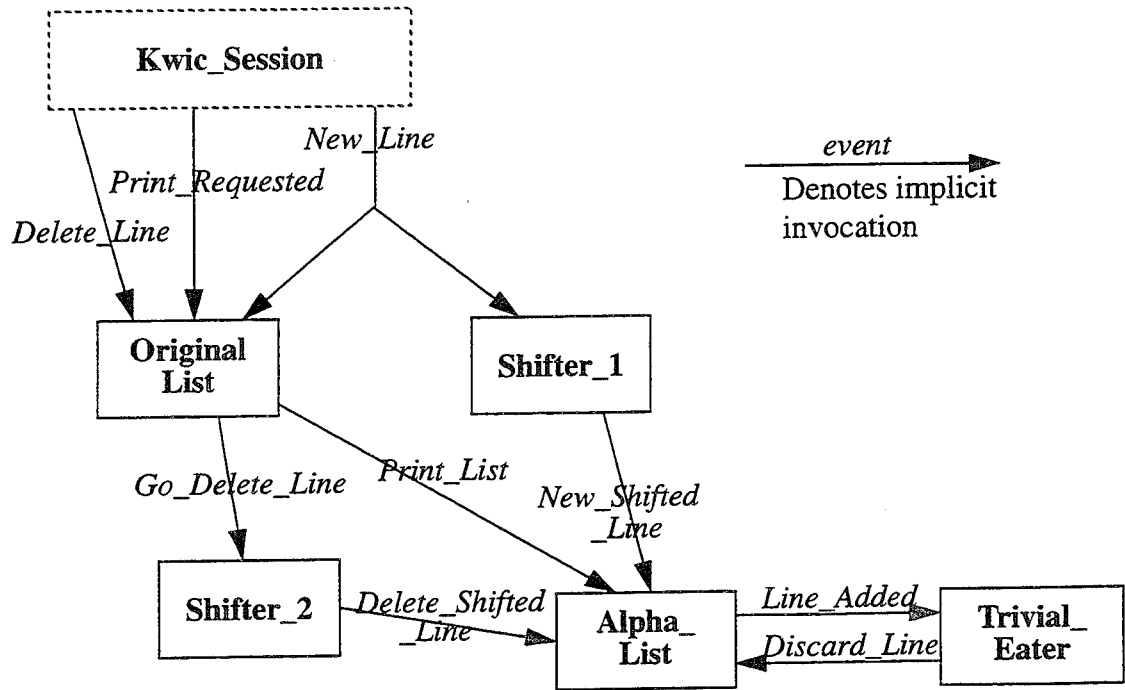 Kwic_Session
New_Line
event
Print_Requested
Denotes implicit
Delete_Line
invocation
Original
List
Shifter_1
Print_List
Go_Delete_Line
New_Shifted
_Line
Shifter_2
Delete_Shifted
_Line
Alpha_
List
Line_Added
Discard_Line
Trivial_
Eater